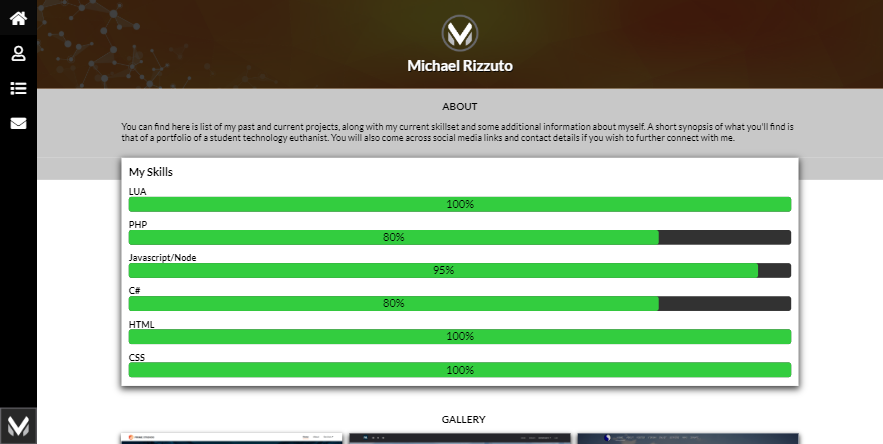 Michael Rizzuto
ABOUT
You can find here is list of my past and current projects, along with my current skillset and some additional information about myself. A short synopsis of what you'll find is
that of a portfolio of a student technology euthanist. You will also come across social media links and contact details if you wish to further connect with me.
My Skills
LUA
100%
PHP
80%
Javascript/Node
95%
C#
80%
HTML
100%
CSS
100%
GALLERY